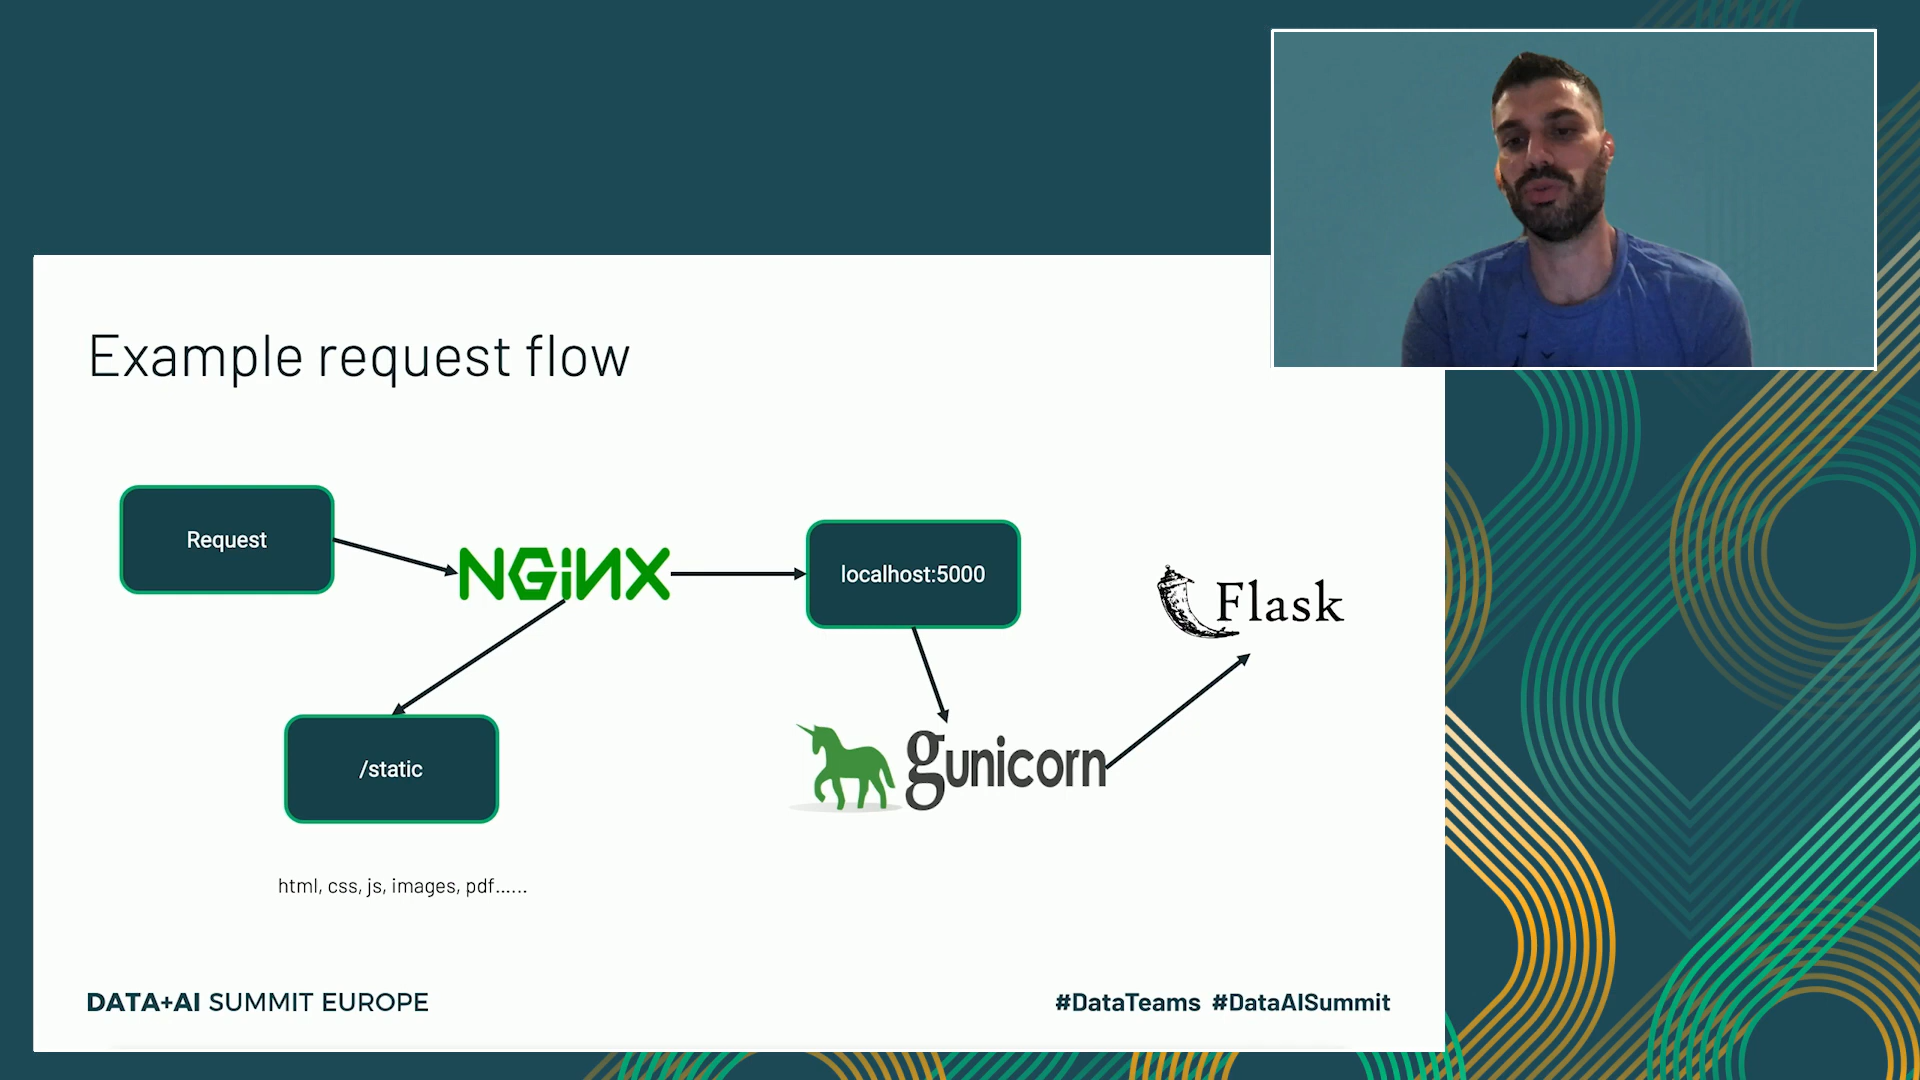 Example request flow
Request
NGiNX
localhost:5000
Flask
/static
gunicorn
html, css, js, images, pdf......
DATA+AI SUMMIT EUROPE
#DataTeams #DataAISummit